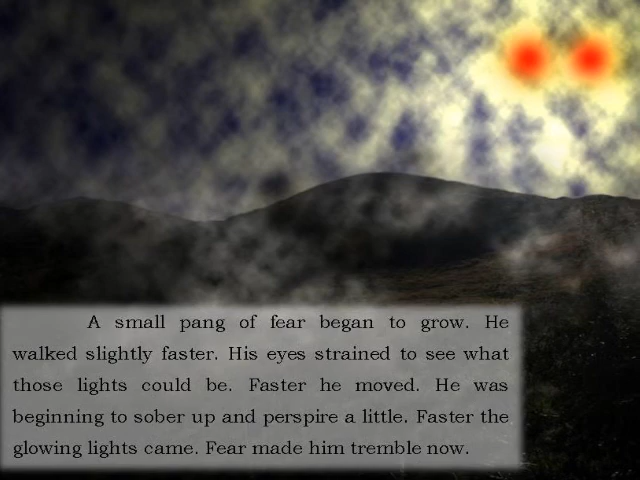 A small pang of fear began to grow. He
walked slightly faster. His eyes strained to see what
those lights could be. Faster he moved. He was
beginning to sober up and perspire a little. Faster the
glowing lights came. Fear made him tremble now.